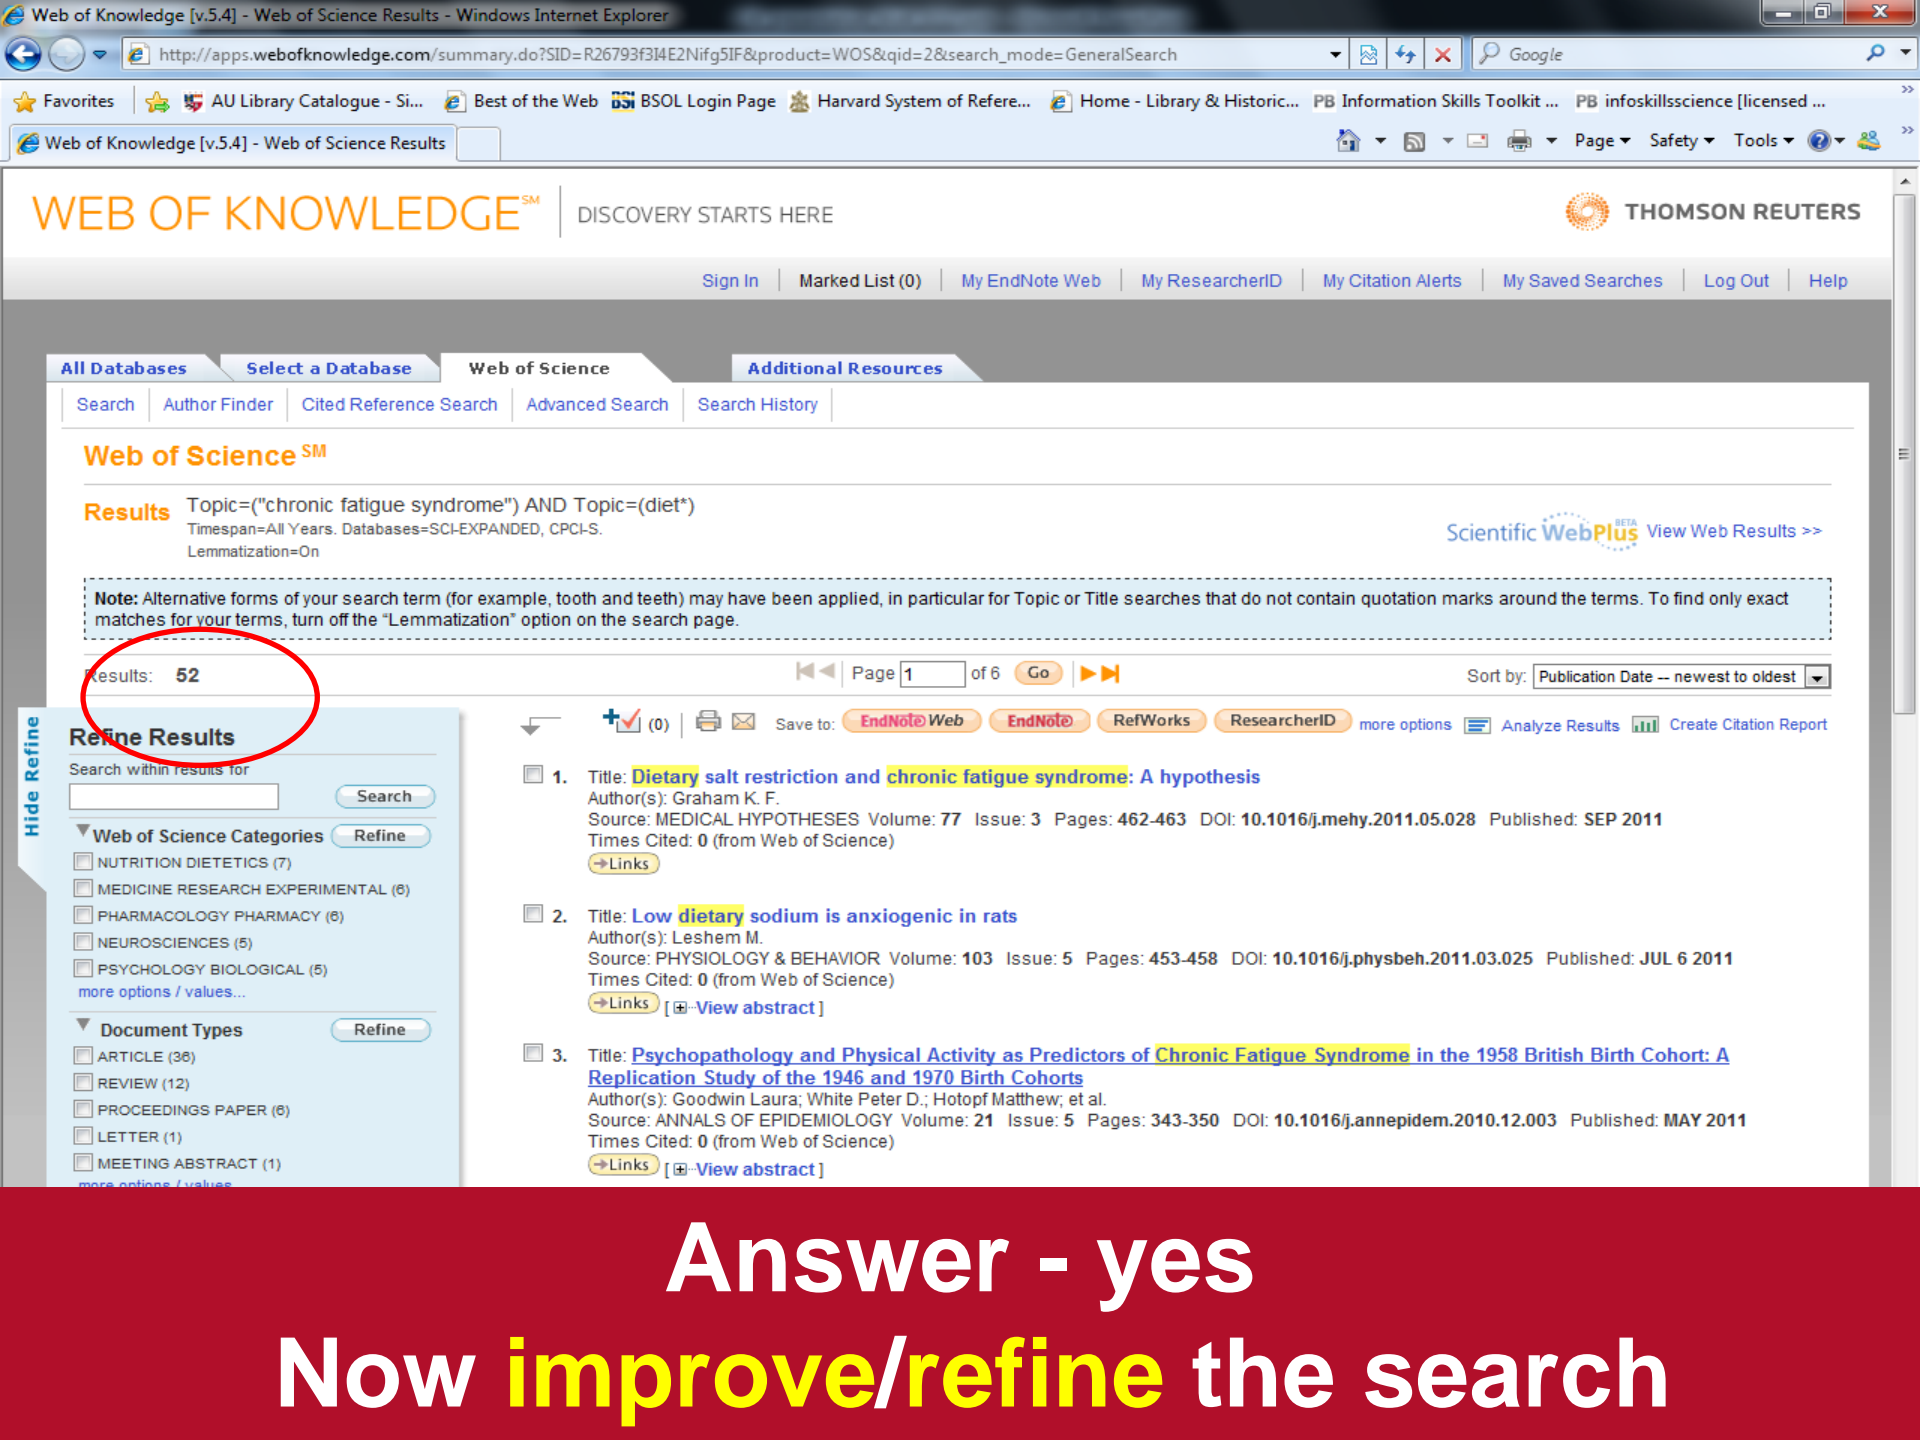 Web of Knowledge [v.5.4] - Web of Science Results - Windows Internet Explorer
http://apps.webofknowledge.com/summary.do?SID=R26793f3I4E2Nifg5IF&product=WOS&qid=2&search_mode=GeneralSearch
Google
Favorites AU Library Catalogue - Si... Best of the Web BSI BSOL Login Page Harvard System of Refere... Home - Library & Historic... PB Information Skills Toolkit ... PB infoskillsscience [licensed ...
Web of Knowledge [v.5.4] - Web of Science Results
Page Safety Tools
WEB OF KNOWLEDGE SM DISCOVERY STARTS HERE
THOMSON REUTERS
Sign In Marked List (0) My EndNote Web My ResearcherID My Citation Alerts My Saved Searches Log Out Help
All Databases Select a Database Web of Science Additional Resources
Search Author Finder Cited Reference Search Advanced Search Search History
Web of Science SM
Results Topic=("chronic fatigue syndrome") AND Topic=(diet*)
Timespan=All Years. Databases=SCI-EXPANDED, CPCI-S.
Lemmatization=On
Scientific WebPlus BETA View Web Results >>
Note: Alternative forms of your search term (for example, tooth and teeth) may have been applied, in particular for Topic or Title searches that do not contain quotation marks around the terms. To find only exact
matches for your terms, turn off the “Lemmatization” option on the search page.
Results: 52
Page 1 of 6 Go
Sort by: Publication Date -- newest to oldest
Hide Refine
Refine Results
Search within results for
Search
Web of Science Categories Refine
NUTRITION DIETETICS (7)
MEDICINE RESEARCH EXPERIMENTAL (6)
PHARMACOLOGY PHARMACY (6)
NEUROSCIENCES (5)
PSYCHOLOGY BIOLOGICAL (5)
more options / values...
Document Types Refine
ARTICLE (36)
REVIEW (12)
PROCEEDINGS PAPER (6)
LETTER (1)
MEETING ABSTRACT (1)
more options / values
(0) Save to: EndNote Web EndNote RefWorks ResearcherID more options Analyze Results Create Citation Report
1. Title: Dietary salt restriction and chronic fatigue syndrome: A hypothesis
Author(s): Graham K. F.
Source: MEDICAL HYPOTHESES Volume: 77 Issue: 3 Pages: 462-463 DOI: 10.1016/j.mehy.2011.05.028 Published: SEP 2011
Times Cited: 0 (from Web of Science)
Links
2. Title: Low dietary sodium is anxiogenic in rats
Author(s): Leshem M.
Source: PHYSIOLOGY & BEHAVIOR Volume: 103 Issue: 5 Pages: 453-458 DOI: 10.1016/j.physbeh.2011.03.025 Published: JUL 6 2011
Times Cited: 0 (from Web of Science)
Links [ View abstract ]
3. Title: Psychopathology and Physical Activity as Predictors of Chronic Fatigue Syndrome in the 1958 British Birth Cohort: A
Replication Study of the 1946 and 1970 Birth Cohorts
Author(s): Goodwin Laura; White Peter D.; Hotopf Matthew; et al.
Source: ANNALS OF EPIDEMIOLOGY Volume: 21 Issue: 5 Pages: 343-350 DOI: 10.1016/j.annepidem.2010.12.003 Published: MAY 2011
Times Cited: 0 (from Web of Science)
Links [ View abstract ]
Answer - yes
Now improve/refine the search